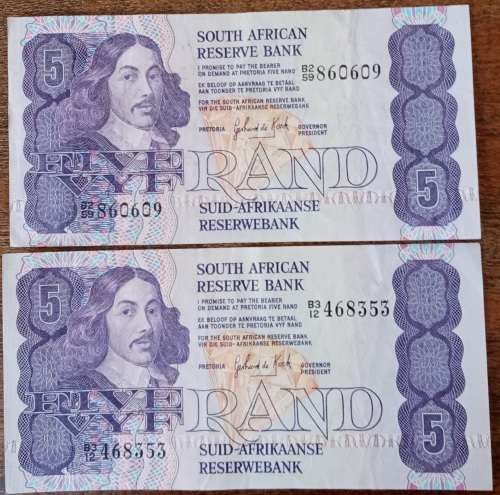 5
SOUTH AFRICAN
RESERVE BANK
I PROMISE TO PAY THE BEARER
ON DEMAND AT PRETORIA FIVE RAND
B2/59 860609
EK BELOOF OM AANVRAAG TE BETAAL
AAN TOONDER TE PRETORIA VYF RAND
FOR THE SOUTH AFRICAN RESERVE BANK
VIR DIE SUID-AFRIKAANSE RESERWEBANK
PRETORIA
GOVERNOR
PRESIDENT
FIVE
VYF
RAND
5
B2/59 860609
SUID-AFRIKAANSE
RESERWEBANK
5
SOUTH AFRICAN
RESERVE BANK
I PROMISE TO PAY THE BEARER
ON DEMAND AT PRETORIA FIVE RAND
B3/12 468353
EK BELOOF OM AANVRAAG TE BETAAL
AAN TOONDER TE PRETORIA VYF RAND
FOR THE SOUTH AFRICAN RESERVE BANK
VIR DIE SUID-AFRIKAANSE RESERWEBANK
PRETORIA
GOVERNOR
PRESIDENT
FIVE
VYF
RAND
5
B3/12 468353
SUID-AFRIKAANSE
RESERWEBANK